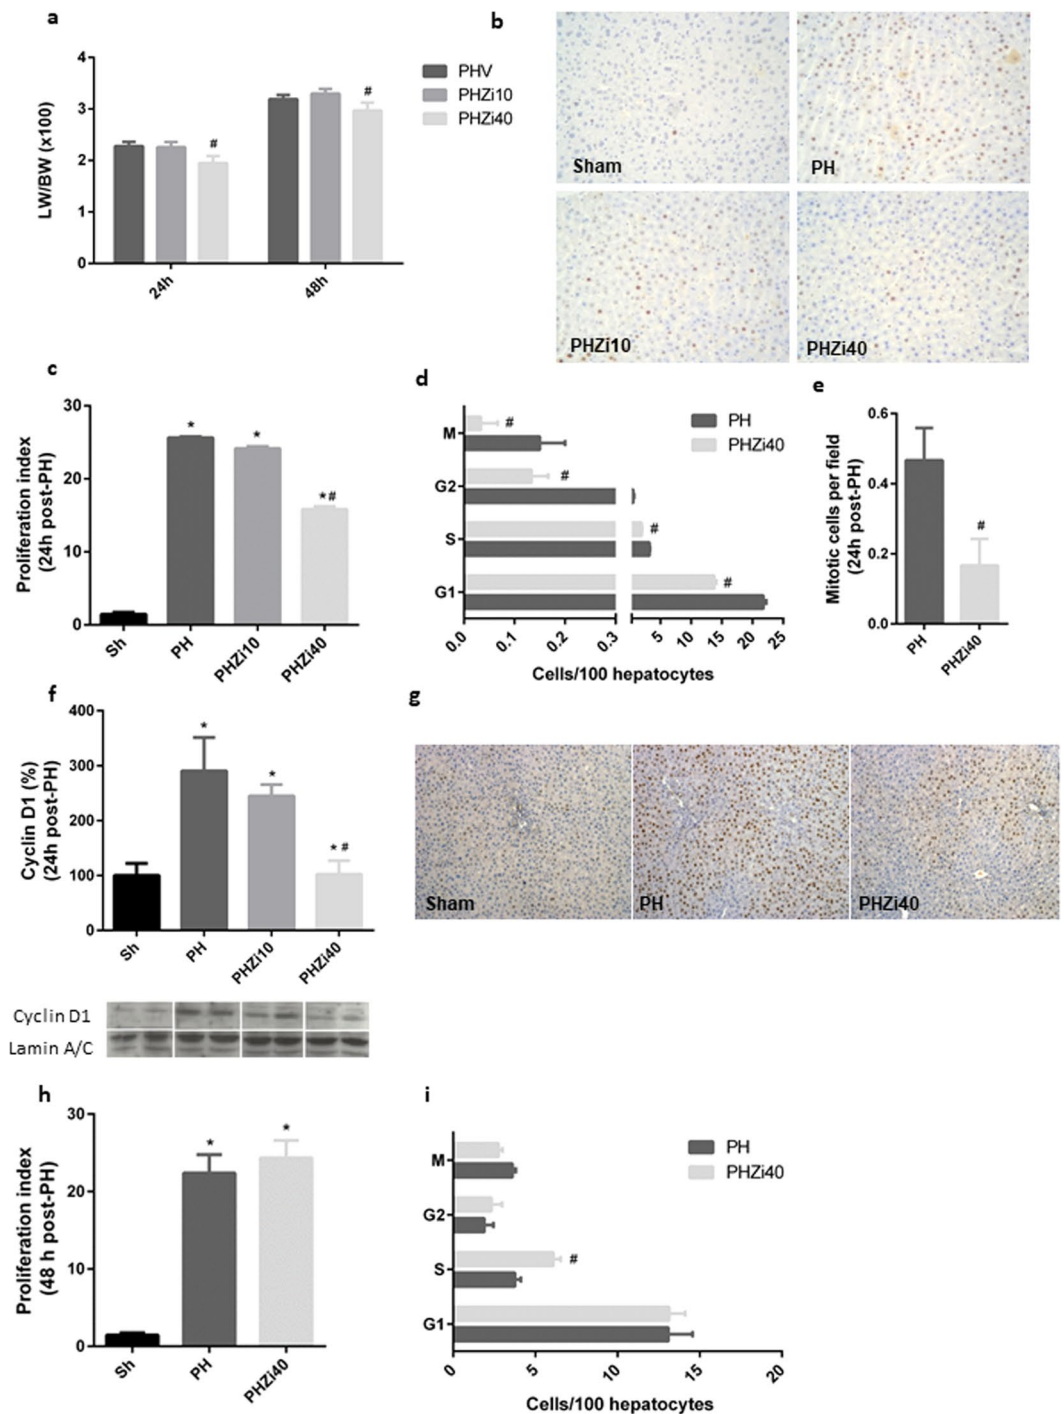 a
LW/BW (x100)
4
3
2
1
0
#
#
24h
48h
PHV
PHZi10
PHZi40
b
Sham
PH
PHZi10
PHZi40
c
Proliferation index
(24h post-PH)
30
20
10
0
*
*
*#
Sh
PH
PHZi10
PHZi40
d
M
G2
S
G1
#
#
#
#
PH
PHZi40
0.0 0.1 0.2 0.3 5 10 15 20 25
Cells/100 hepatocytes
e
Mitotic cells per field
(24h post-PH)
0.6
0.4
0.2
0.0
#
PH
PHZi40
f
Cyclin D1 (%)
(24h post-PH)
400
300
200
100
0
*
*
* #
Sh
PH
PHZi10
PHZi40
Cyclin D1
Lamin A/C
g
Sham
PH
PHZi40
h
Proliferation index
(48 h post-PH)
30
20
10
0
*
*
Sh
PH
PHZi40
i
M
G2
S
G1
#
PH
PHZi40
0 5 10 15 20
Cells/100 hepatocytes